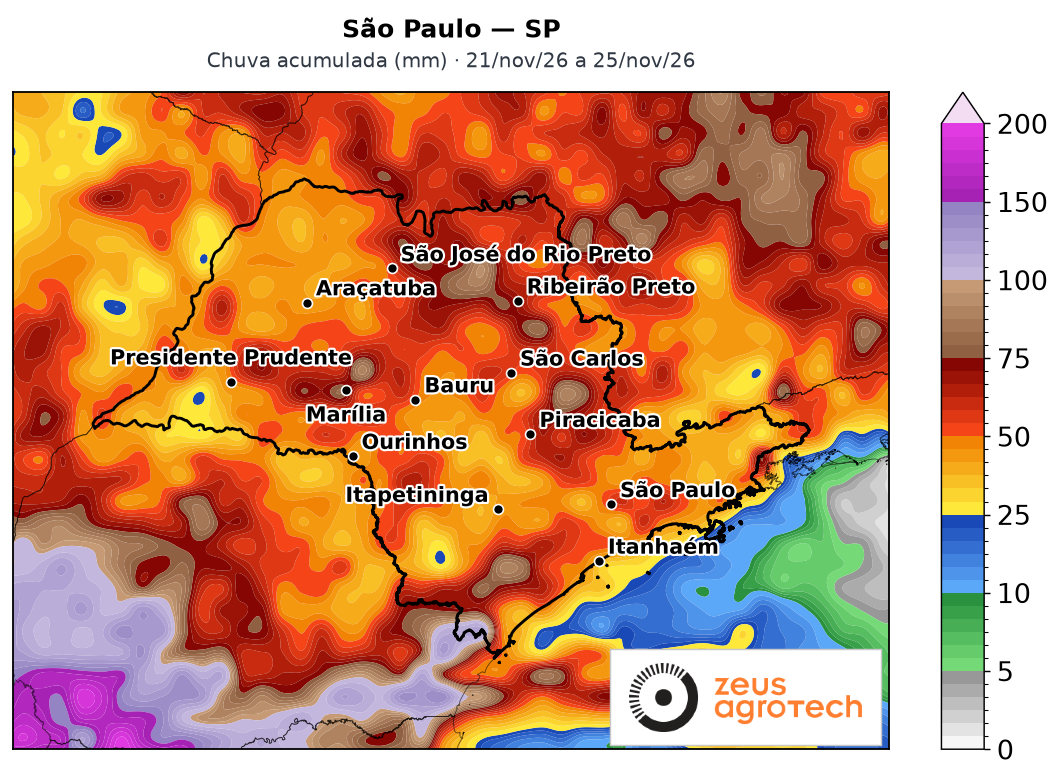 São Paulo — SP
Chuva acumulada (mm) · 21/nov/26 a 25/nov/26
São José do Rio Preto
Araçatuba
Ribeirão Preto
Presidente Prudente
São Carlos
Bauru
Marília
Piracicaba
Ourinhos
Itapetininga
São Paulo
Itanhaém
zeus
agrotech
200
150
100
75
50
25
10
5
0